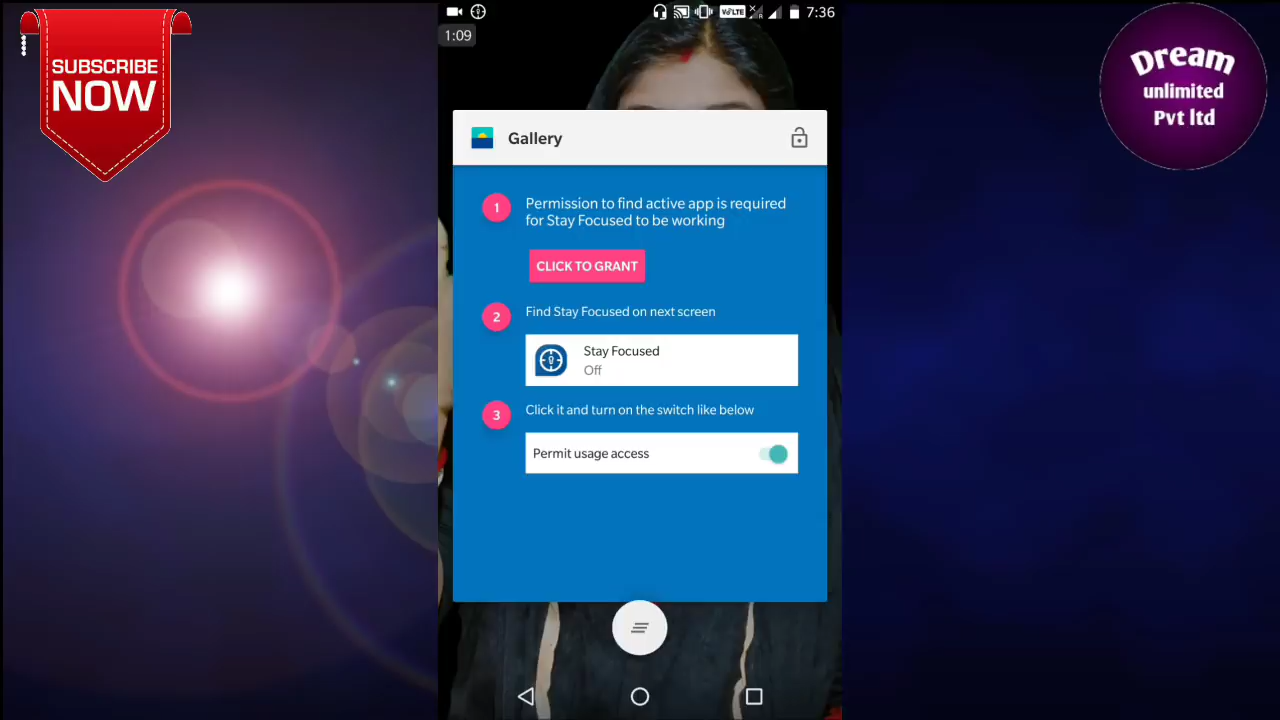 SUBSCRIBE
NOW
1:09
VoLTE
7:36
Dream
unlimited
Pvt ltd
Gallery
1
Permission to find active app is required
for Stay Focused to be working
CLICK TO GRANT
2
Find Stay Focused on next screen
Stay Focused
Off
3
Click it and turn on the switch like below
Permit usage access